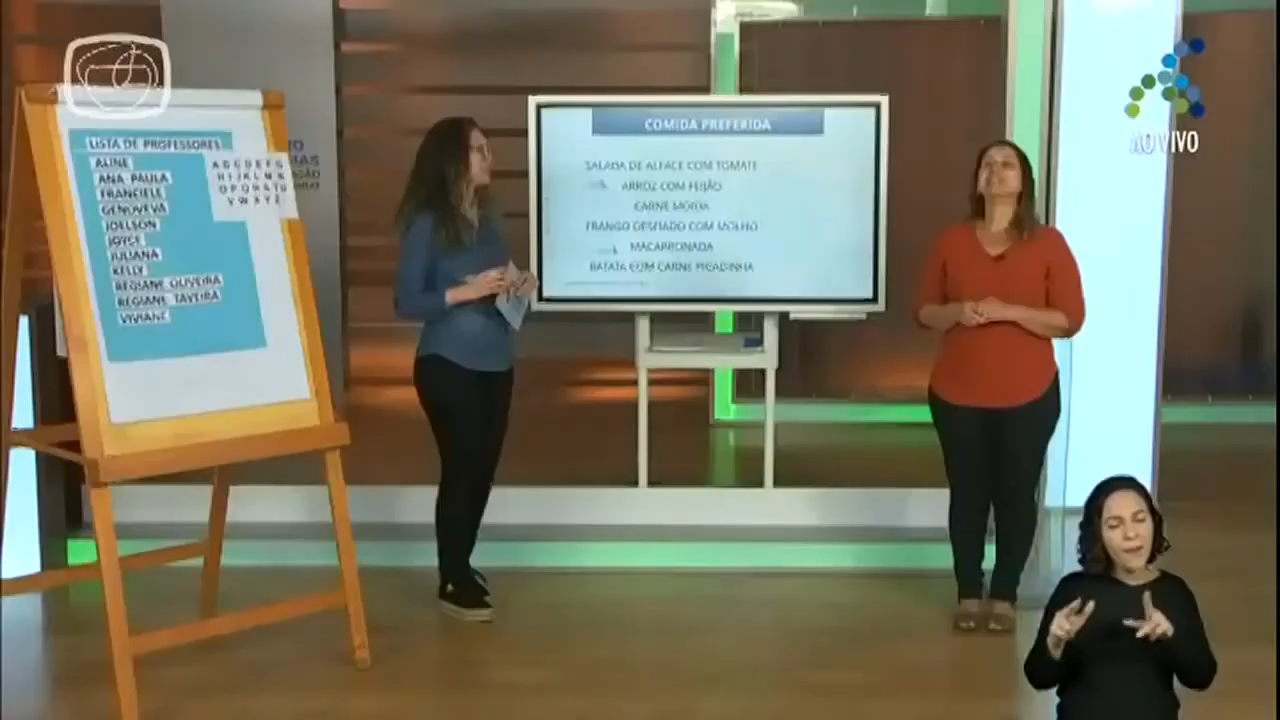 LISTA DE PROFESSORES
ALINE
ANA PAULA
FRANCIELE
GENOVEVA
JOELSON
JOYSE
JULIANA
KELLY
REGIANE OLIVEIRA
REGIANE TAVEIRA
VIVIANE
A B C D E F G
H I J K L M N
O P Q R S T U
V W X Y Z
COMIDA PREFERIDA
SALADA DE ALFACE COM TOMATE
ARROZ COM FEIJÃO
CARNE MOÍDA
FRANGO DESFIADO COM MOLHO
MACARRONADA
BATATA COM CARNE PICADINHA
AO VIVO